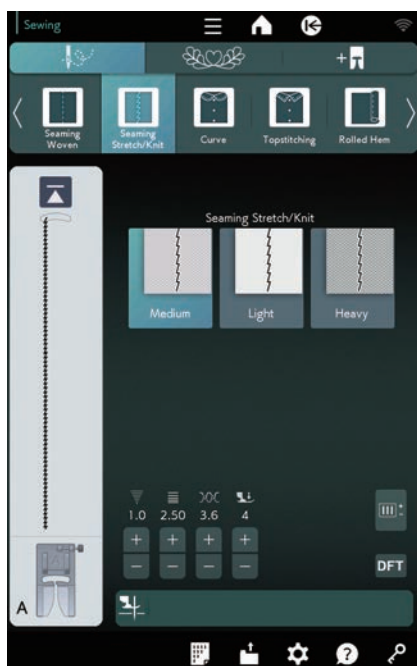 Sewing
Seaming
Woven
Seaming
Stretch/Knit
Curve
Topstitching
Rolled Hem
Seaming Stretch/Knit
Medium
Light
Heavy
1.0 2.50 3.6 4
+ + + +
- - - -
DFT
A